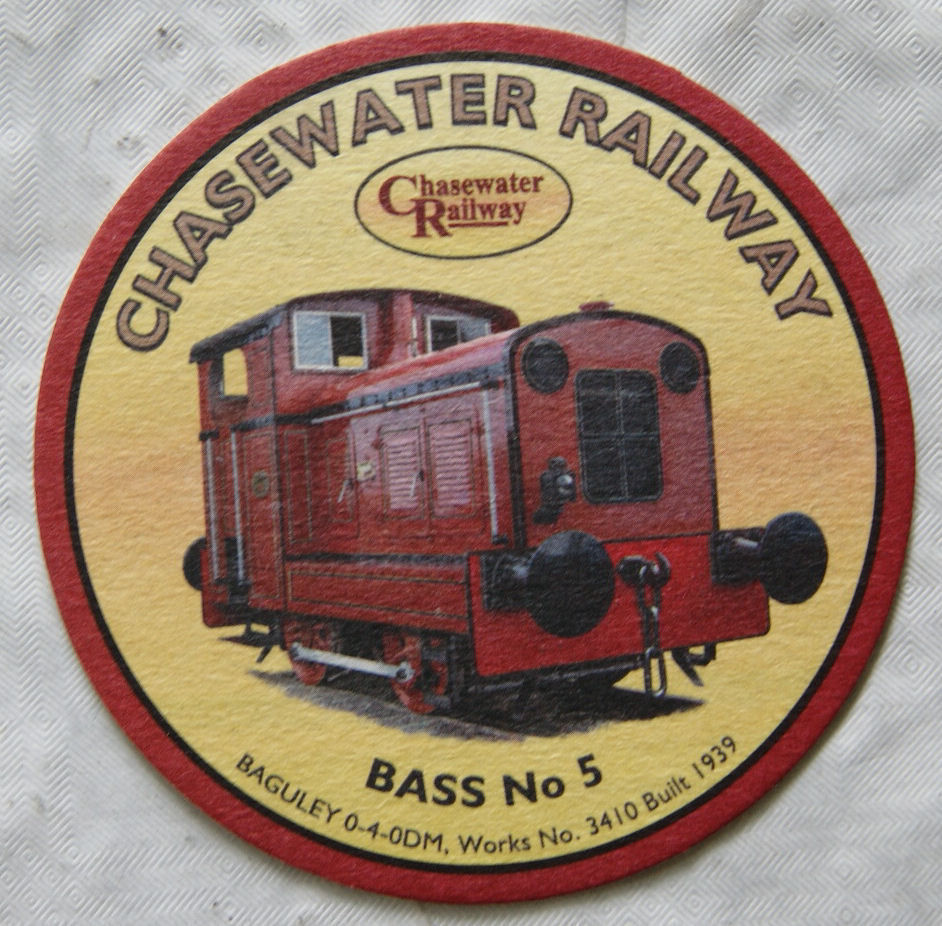 CHASEWATER RAILWAY
Chasewater
Railway
BASS No 5
BAGULEY 0-4-0DM, Works No. 3410 Built 1939